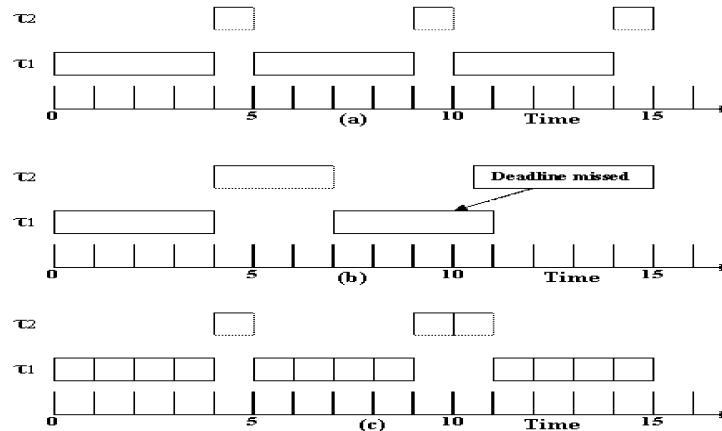 τ2
τ1
0 5 10 15
(a) Time
τ2 Deadline missed
τ1
0 5 10 15
(b) Time
τ2
τ1
0 5 10 15
(c) Time